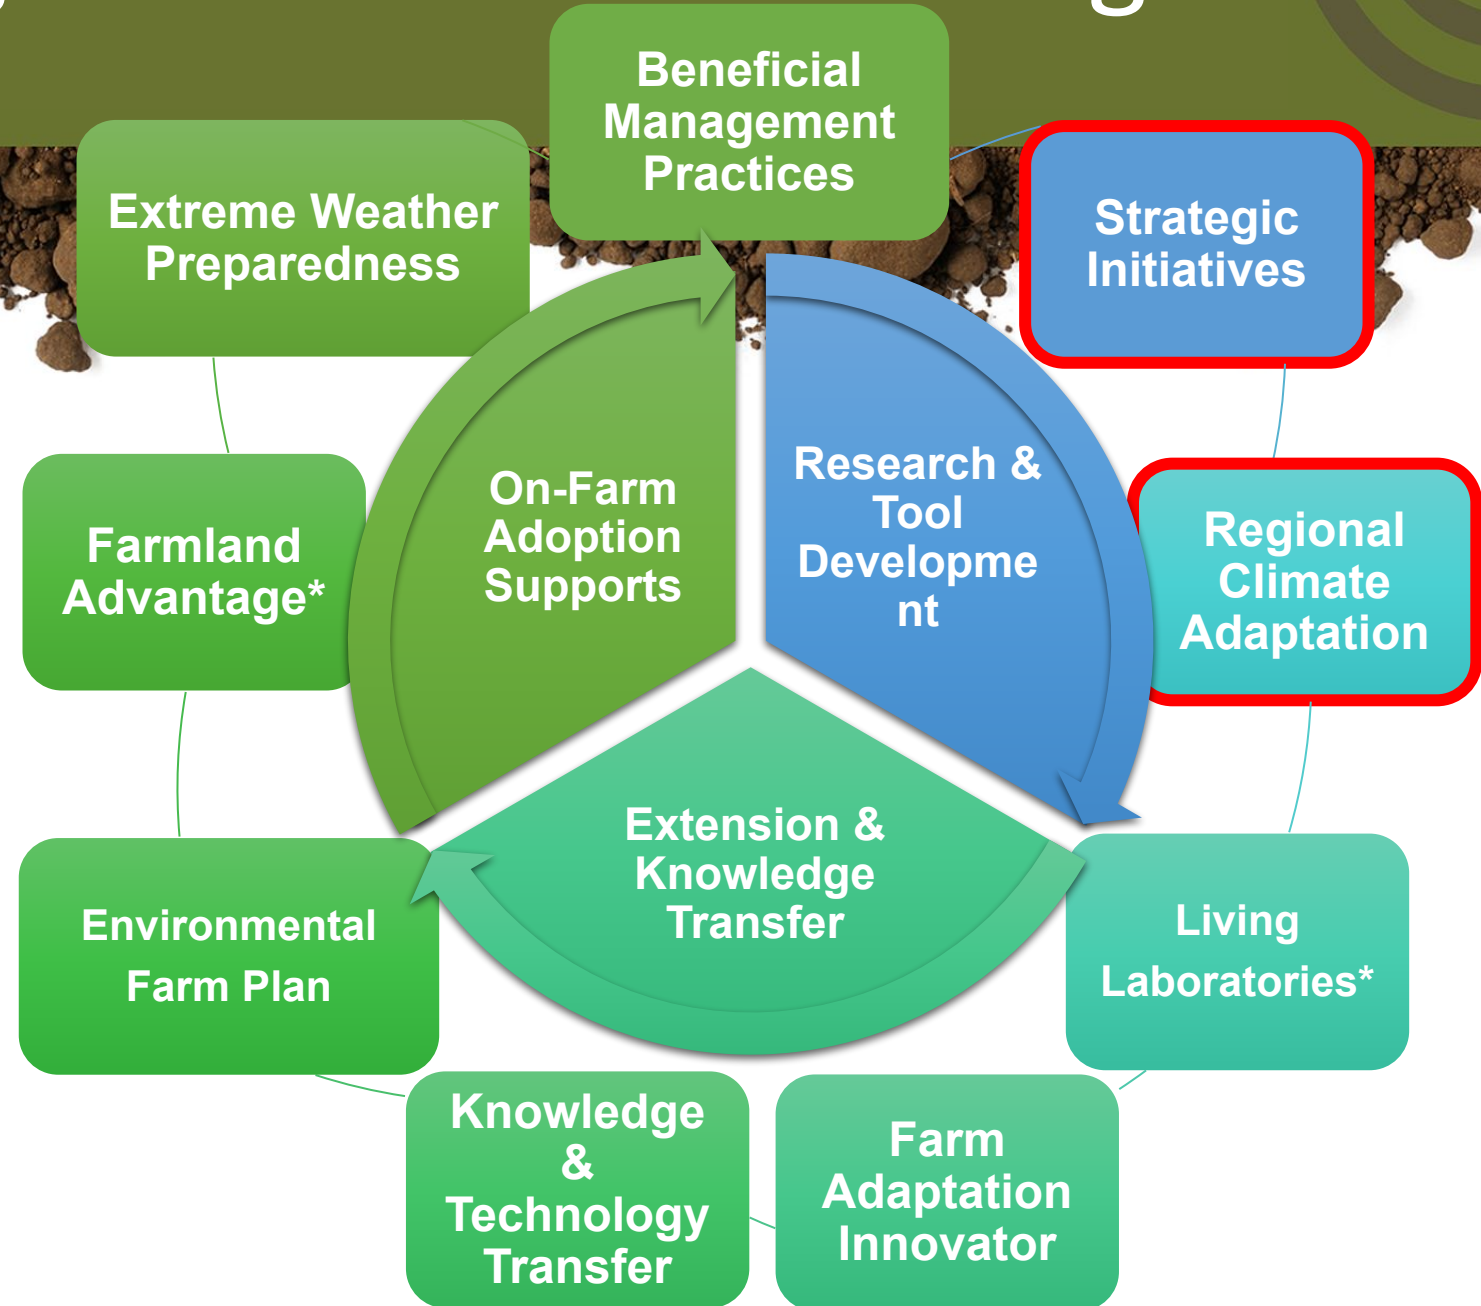 Beneficial
Management
Practices
Strategic
Initiatives
Regional
Climate
Adaptation
Living
Laboratories*
Farm
Adaptation
Innovator
Knowledge
&
Technology
Transfer
Environmental
Farm Plan
Farmland
Advantage*
Extreme Weather
Preparedness
On-Farm
Adoption
Supports
Research &
Tool
Developme
nt
Extension &
Knowledge
Transfer